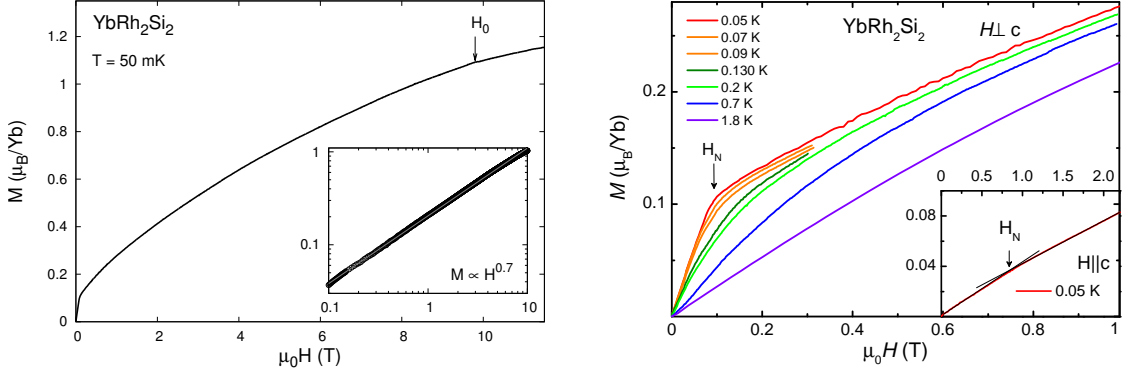 YbRh2Si2
T = 50 mK
H0
M (μB/Yb)
1.2
1
0.8
0.6
0.4
0.2
0
0 2 4 6 8 10
μ0H (T)
1
0.1
M ∝ H^0.7
0.1 1 10
0.05 K
0.07 K
0.09 K
0.130 K
0.2 K
0.7 K
1.8 K
YbRh2Si2
H⊥ c
HN
M (μB/Yb)
0.2
0.1
0.0 0.2 0.4 0.6 0.8 1
μ0H (T)
0 0.5 1.0 1.5 2.0
0.08
0.04
HN
H||c
0.05 K